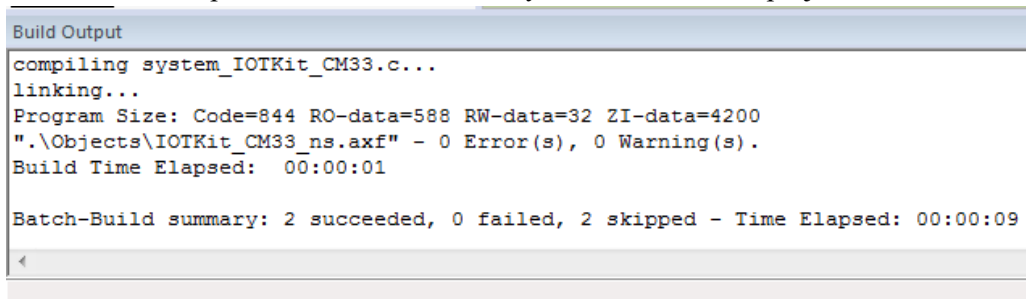 Build Output
compiling system_IOTKit_CM33.c...
linking...
Program Size: Code=844 RO-data=588 RW-data=32 ZI-data=4200
".\Objects\IOTKit_CM33_ns.axf" - 0 Error(s), 0 Warning(s).
Build Time Elapsed:  00:00:01
Batch-Build summary: 2 succeeded, 0 failed, 2 skipped - Time Elapsed: 00:00:09